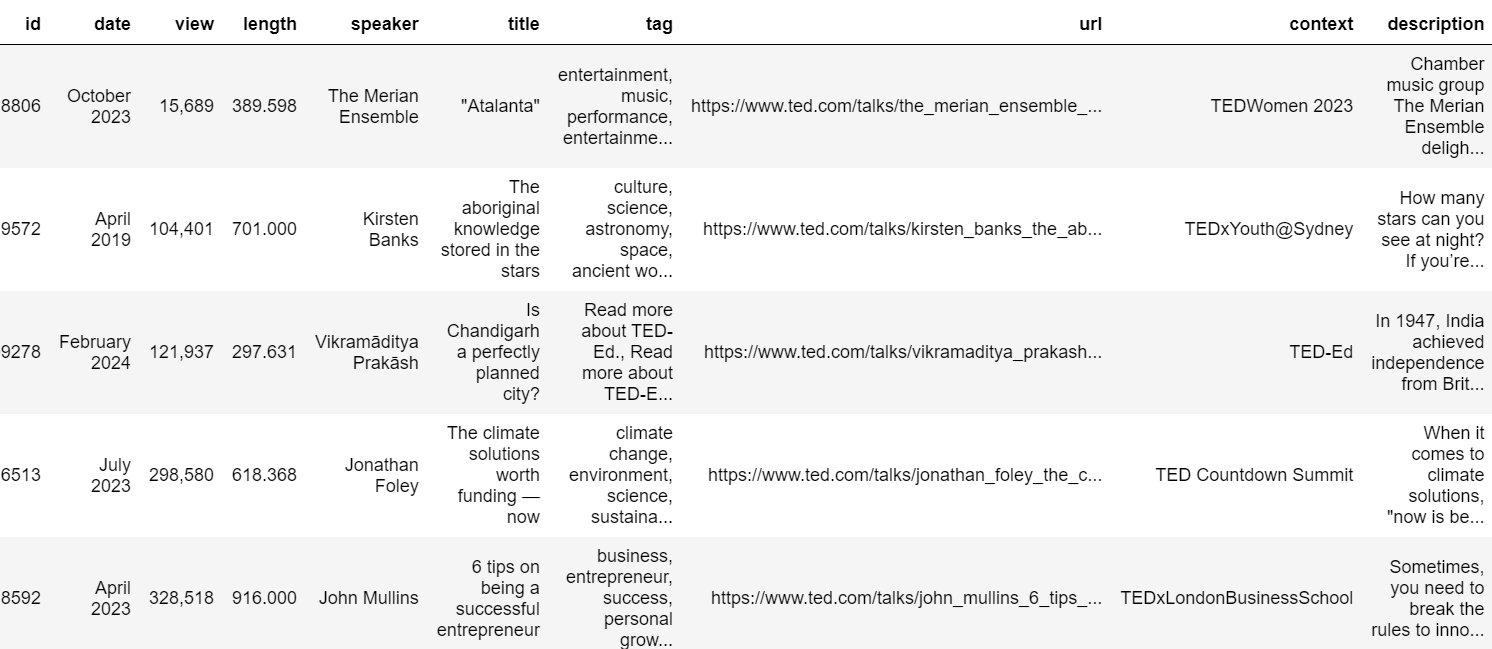 id date view length speaker title tag url context description
8806 October 2023 15,689 389.598 The Merian Ensemble "Atalanta" entertainment, music, performance, entertainme... https://www.ted.com/talks/the_merian_ensemble_... TEDWomen 2023 Chamber music group The Merian Ensemble deligh...
9572 April 2019 104,401 701.000 Kirsten Banks The aboriginal knowledge stored in the stars culture, science, astronomy, space, ancient wo... https://www.ted.com/talks/kirsten_banks_the_ab... TEDxYouth@Sydney How many stars can you see at night? If you’re...
9278 February 2024 121,937 297.631 Vikramāditya Prakāsh Is Chandigarh a perfectly planned city? Read more about TED-Ed., Read more about TED-E... https://www.ted.com/talks/vikramaditya_prakash... TED-Ed In 1947, India achieved independence from Brit...
6513 July 2023 298,580 618.368 Jonathan Foley The climate solutions worth funding — now climate change, environment, science, sustaina... https://www.ted.com/talks/jonathan_foley_the_c... TED Countdown Summit When it comes to climate solutions, "now is be...
8592 April 2023 328,518 916.000 John Mullins 6 tips on being a successful entrepreneur business, entrepreneur, success, personal grow... https://www.ted.com/talks/john_mullins_6_tips_... TEDxLondonBusinessSchool Sometimes, you need to break the rules to inno...